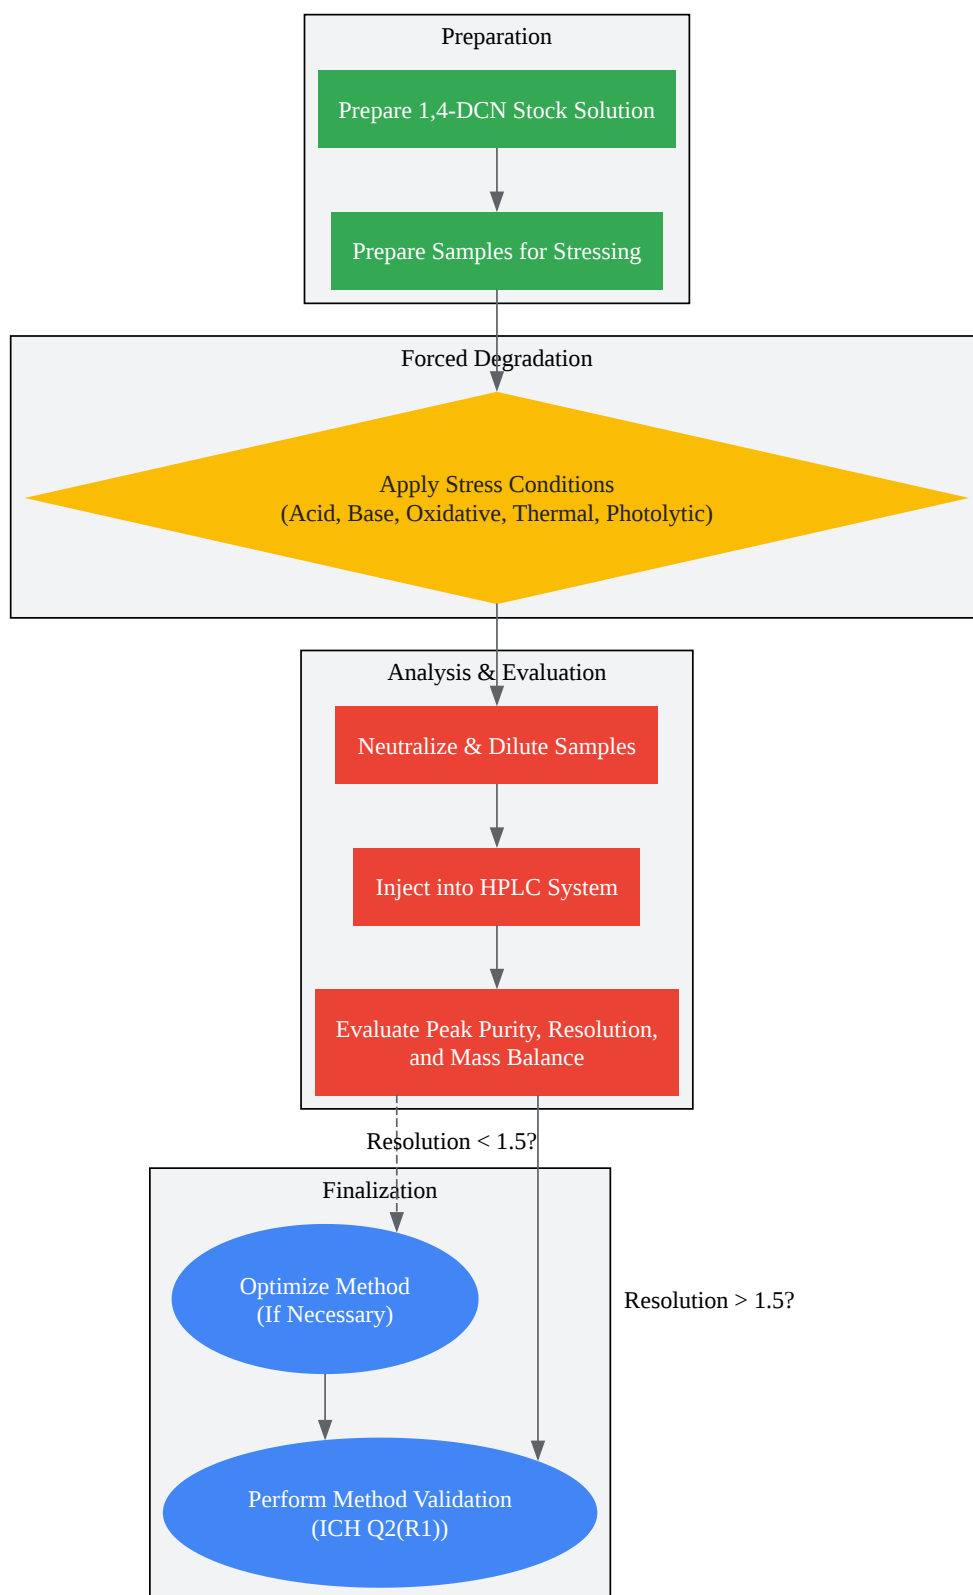 Preparation
Prepare 1,4-DCN Stock Solution
Prepare Samples for Stressing
Forced Degradation
Apply Stress Conditions
(Acid, Base, Oxidative, Thermal, Photolytic)
Analysis & Evaluation
Neutralize & Dilute Samples
Inject into HPLC System
Evaluate Peak Purity, Resolution,
and Mass Balance
Resolution < 1.5?
Finalization
Optimize Method
(If Necessary)
Resolution > 1.5?
Perform Method Validation
(ICH Q2(R1))